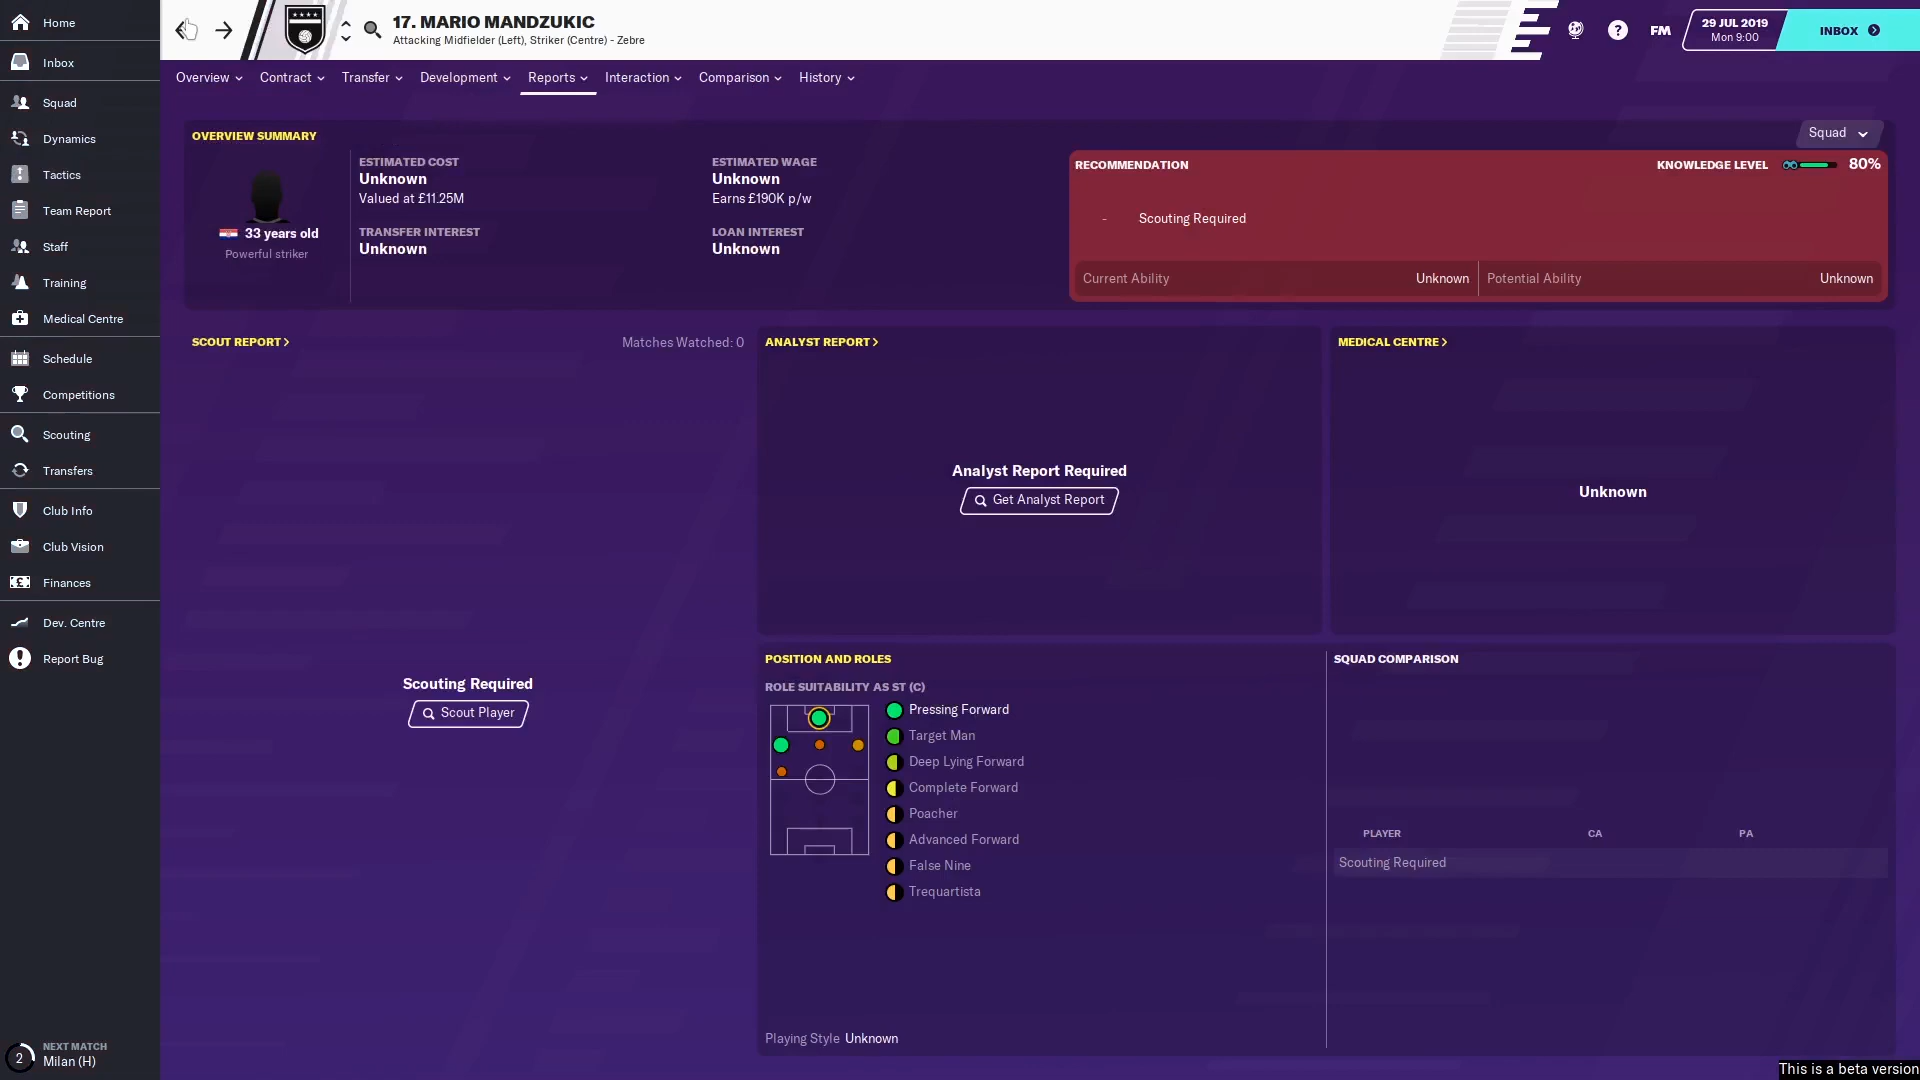 Home
Inbox
Squad
Dynamics
Tactics
Team Report
Staff
Training
Medical Centre
Schedule
Competitions
Scouting
Transfers
Club Info
Club Vision
Finances
Dev. Centre
Report Bug
2
NEXT MATCH
Milan (H)
17. MARIO MANDZUKIC
Attacking Midfielder (Left), Striker (Centre) - Zebre
?
FM
29 JUL 2019
Mon 9:00
INBOX
Overview Contract Transfer Development Reports Interaction Comparison History
OVERVIEW SUMMARY
Squad
33 years old
Powerful striker
ESTIMATED COST
Unknown
Valued at £11.25M
TRANSFER INTEREST
Unknown
ESTIMATED WAGE
Unknown
Earns £190K p/w
LOAN INTEREST
Unknown
RECOMMENDATION
KNOWLEDGE LEVEL 80%
- Scouting Required
Current Ability Unknown
Potential Ability Unknown
SCOUT REPORT >
Matches Watched: 0
Scouting Required
Scout Player
ANALYST REPORT >
Analyst Report Required
Get Analyst Report
MEDICAL CENTRE >
Unknown
POSITION AND ROLES
ROLE SUITABILITY AS ST (C)
Pressing Forward
Target Man
Deep Lying Forward
Complete Forward
Poacher
Advanced Forward
False Nine
Trequartista
Playing Style Unknown
SQUAD COMPARISON
PLAYER CA PA
Scouting Required
This is a beta version